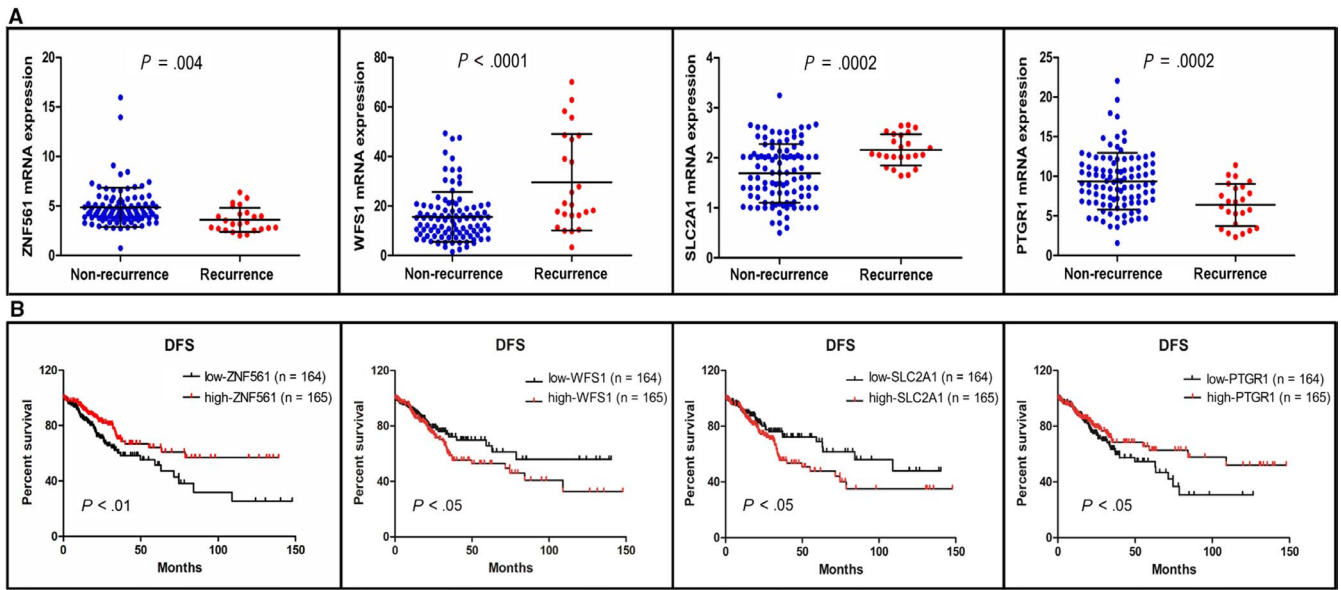 A
ZNF561 mRNA expression
20
15
10
5
0
P = .004
Non-recurrence Recurrence
WFS1 mRNA expression
80
60
40
20
0
P < .0001
Non-recurrence Recurrence
SLC2A1 mRNA expression
4
3
2
1
0
P = .0002
Non-recurrence Recurrence
PTGR1 mRNA expression
25
20
15
10
5
0
P = .0002
Non-recurrence Recurrence
B
DFS
Percent survival
120
80
40
0
low-ZNF561 (n = 164)
high-ZNF561 (n = 165)
P < .01
0 50 100 150
Months
DFS
Percent survival
120
80
40
0
low-WFS1 (n = 164)
high-WFS1 (n = 165)
P < .05
0 50 100 150
Months
DFS
Percent survival
120
80
40
0
low-SLC2A1 (n = 164)
high-SLC2A1 (n = 165)
P < .05
0 50 100 150
Months
DFS
Percent survival
120
80
40
0
low-PTGR1 (n = 164)
high-PTGR1 (n = 165)
P < .05
0 50 100 150
Months